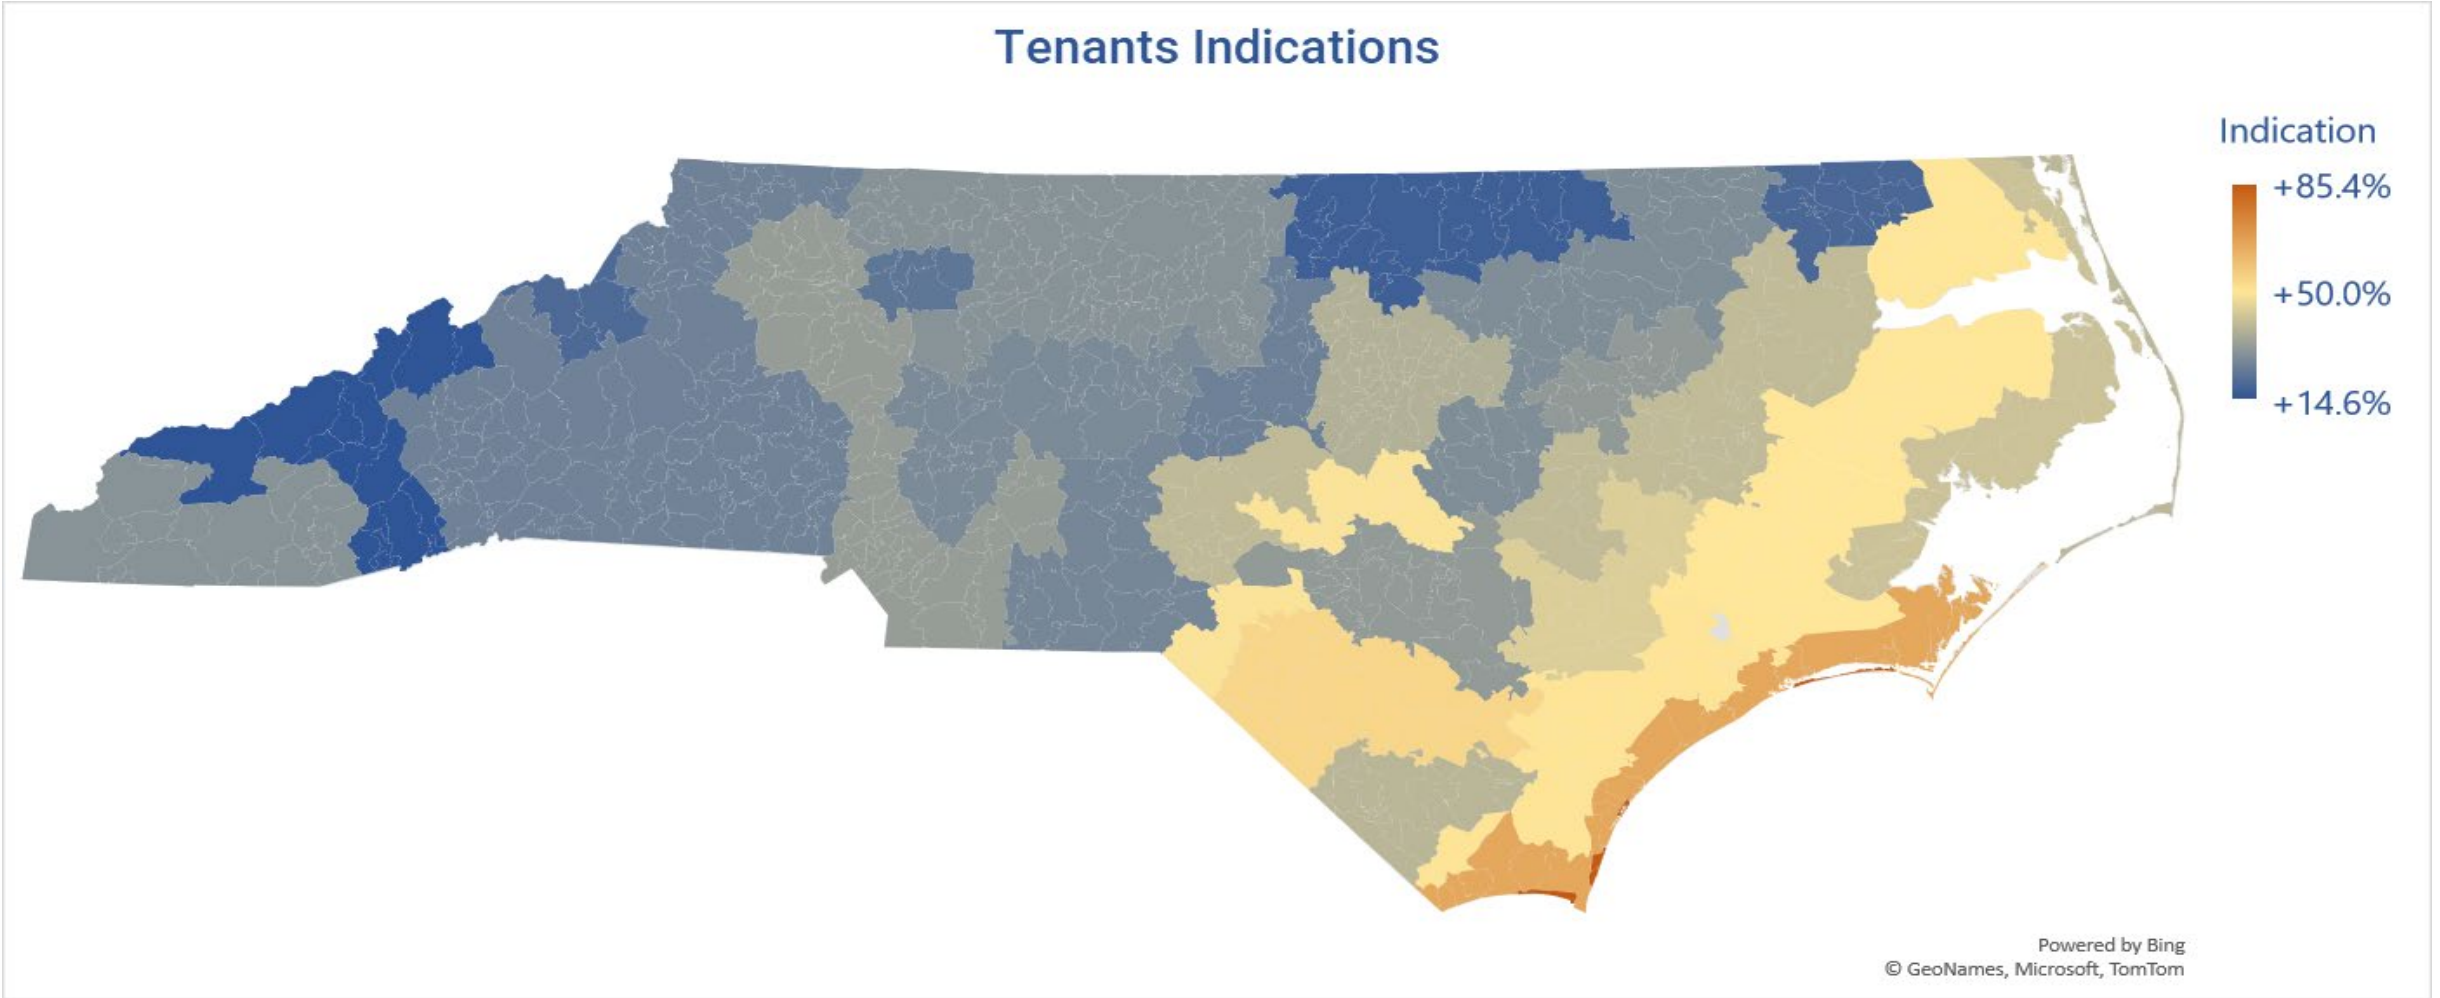 Tenants Indications
Indication
+85.4%
+50.0%
+14.6%
Powered by Bing
© GeoNames, Microsoft, TomTom